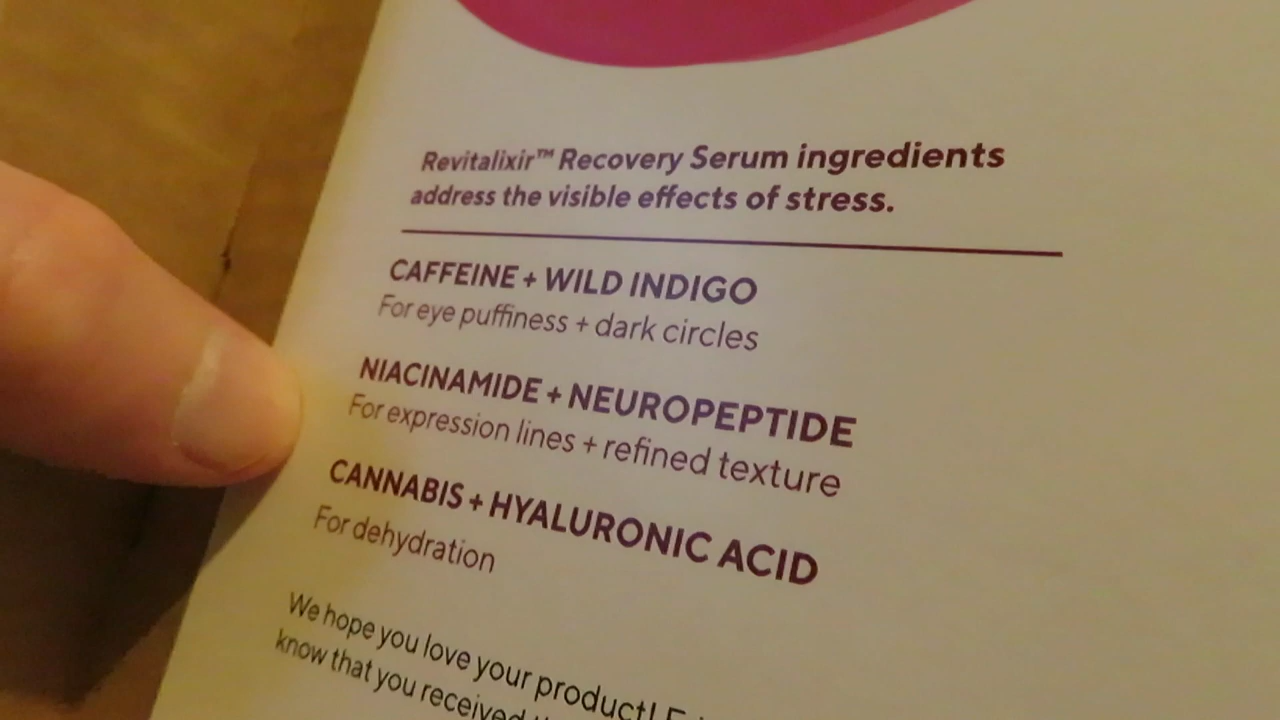 Revitalixir™ Recovery Serum ingredients
address the visible effects of stress.
CAFFEINE + WILD INDIGO
For eye puffiness + dark circles
NIACINAMIDE + NEUROPEPTIDE
For expression lines + refined texture
CANNABIS + HYALURONIC ACID
For dehydration
We hope you love your product!
know that you received